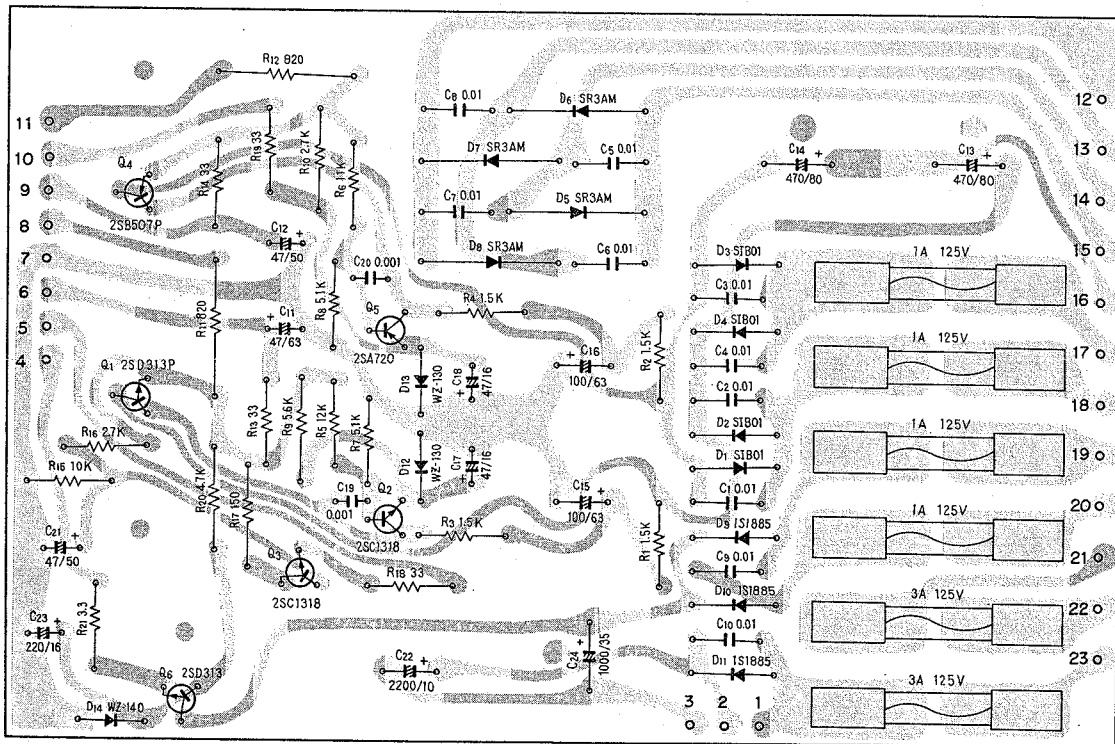 R12 820
C8 0.01
D6 SR3AM
12
11
10
9
8
7
6
5
4
Q4
2SB507P
R14 33
R19 33
R10 2.7K
R6 11K
D7 SR3AM
C5 0.01
C14
470/80
C13
470/80
13
C7 0.01
D5 SR3AM
14
C12
47/50
D8 SR3AM
C6 0.01
D3 SIB01
1A 125V
15
C20 0.001
C3 0.01
16
R11 820
C11
47/63
R8 5.1K
Q5
2SA720
R4 1.5K
D4 SIB01
1A 125V
17
C16
100/63
R2 1.5K
C4 0.01
Q1 2SD313P
D13 WZ-130
C18
47/16
C2 0.01
18
R16 2.7K
R13 33
R9 5.6K
R5 12K
R7 5.1K
D2 SIB01
1A 125V
R15 10K
D12 WZ-130
C17
47/16
D1 SIB01
19
R20 4.7K
R17 150
C19
0.001
Q2
2SC1318
C15
100/63
C1 0.01
20
C21
47/50
Q3
2SC1318
R3 1.5K
R1 1.5K
D9 IS1885
1A 125V
21
R18 33
C9 0.01
R21 3.3
D10 IS1885
3A 125V
22
C23
220/16
C10 0.01
C22
2200/10
C24
1000/35
D11 IS1885
23
Q6 2SD313
D14 WZ-140
3 2 1
3A 125V